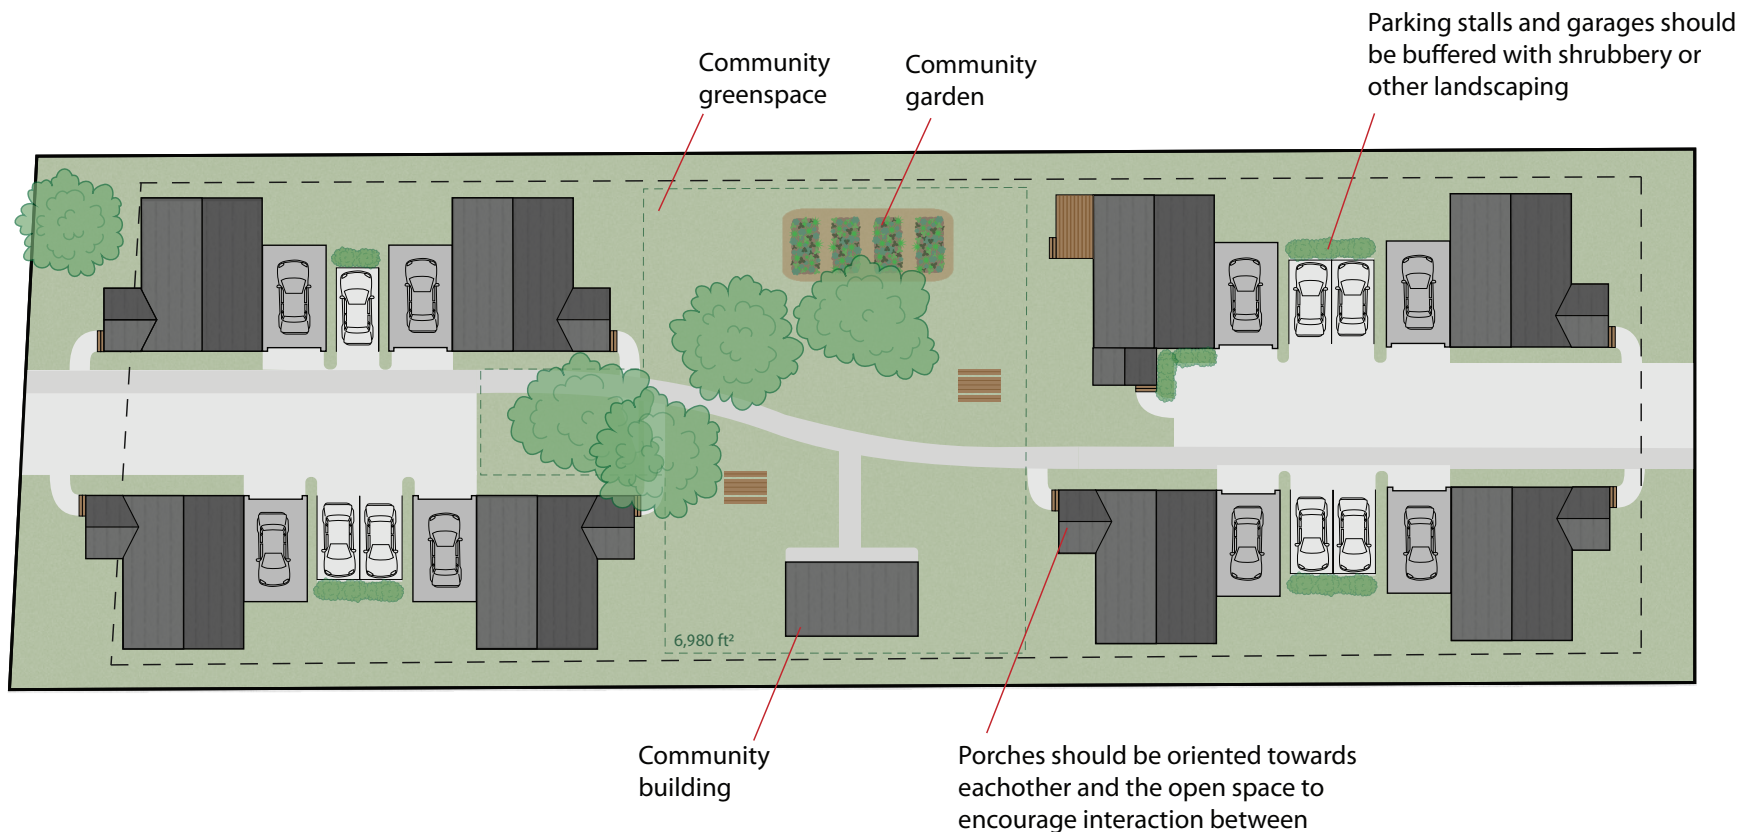 Parking stalls and garages should
be buffered with shrubbery or
other landscaping
Community
greenspace
Community
garden
6,980 ft²
Community
building
Porches should be oriented towards
eachother and the open space to
encourage interaction between